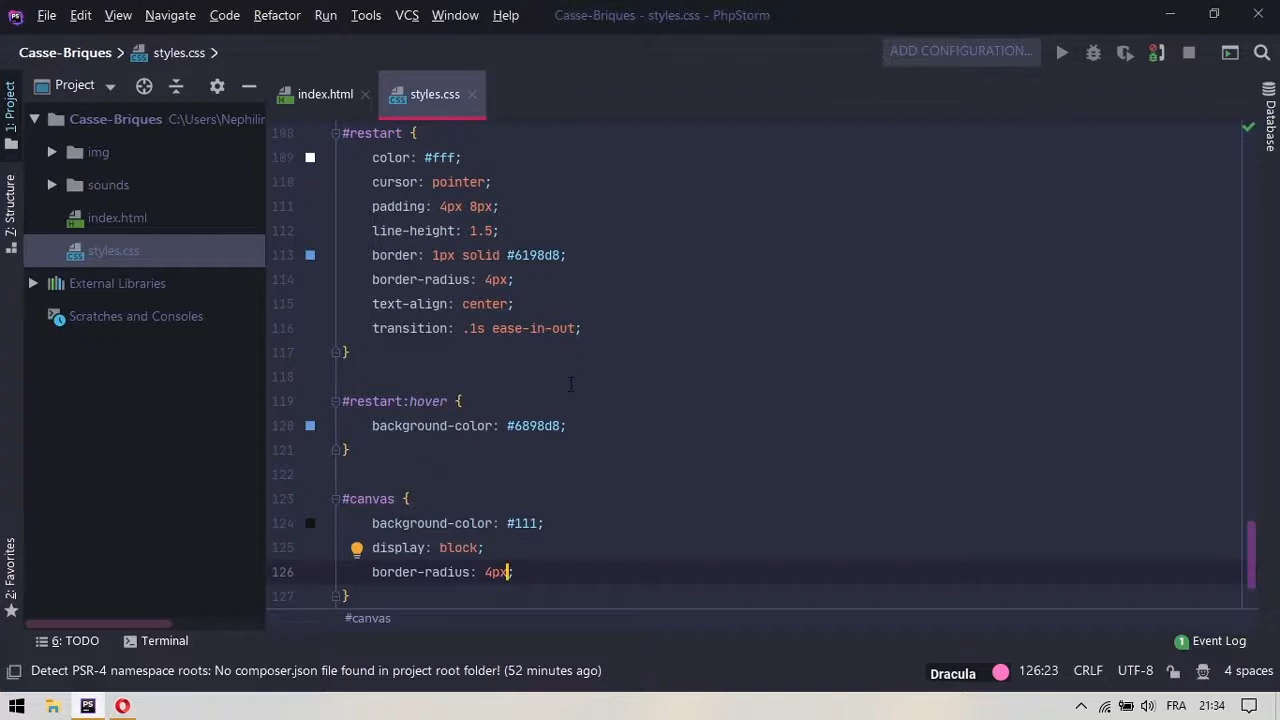 File Edit View Navigate Code Refactor Run Tools VCS Window Help Casse-Briques - styles.css - PhpStorm
Casse-Briques styles.css ADD CONFIGURATION...
1: Project
Project
index.html styles.css
Casse-Briques C:\Users\Nephilin
img
sounds
index.html
styles.css
External Libraries
Scratches and Consoles
Z: Structure
2: Favorites
Database
108 #restart {
109 color: #fff;
110 cursor: pointer;
111 padding: 4px 8px;
112 line-height: 1.5;
113 border: 1px solid #6198d8;
114 border-radius: 4px;
115 text-align: center;
116 transition: .1s ease-in-out;
117 }
118
119 #restart:hover {
120 background-color: #6898d8;
121 }
122
123 #canvas {
124 background-color: #111;
125 display: block;
126 border-radius: 4px;
127 }
#canvas
6: TODO Terminal 1 Event Log
Detect PSR-4 namespace roots: No composer.json file found in project root folder! (52 minutes ago) Dracula 126:23 CRLF UTF-8 4 spaces
PS FRA 21:34